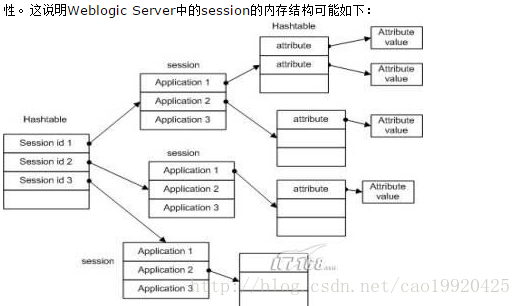 性。这说明Weblogic Server中的session的内存结构可能如下：
Hashtable
attribute
attribute
Attribute
value
Attribute
value
session
Application 1
Application 2
Application 3
Hashtable
Session id 1
Session id 2
Session id 3
attribute
Attribute
value
session
Application 1
Application 2
Application 3
attribute
Attribute
value
session
Application 1
Application 2
Application 3
IT168.com
http://blog.csdn.net/cao19920425